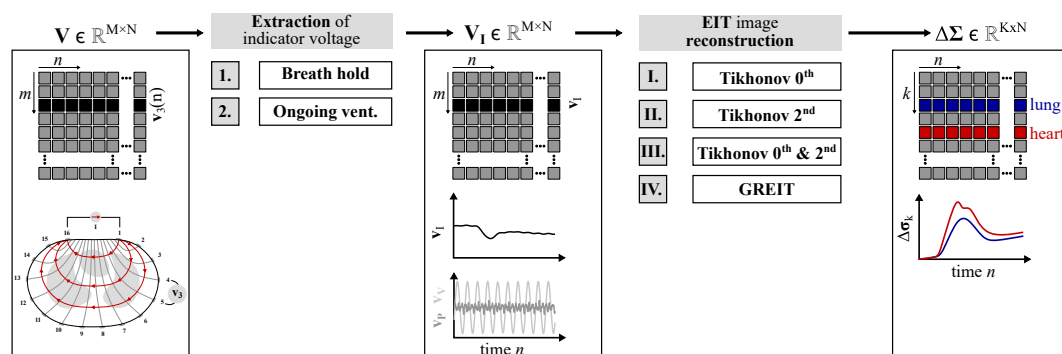 V ϵ ℝ^{M×N}
Extraction of
indicator voltage
V_I ϵ ℝ^{M×N}
EIT image
reconstruction
ΔΣ ϵ ℝ^{KxN}
n
m
v_3(n)
1. Breath hold
2. Ongoing vent.
n
m
v_I
I. Tikhonov 0^{th}
II. Tikhonov 2^{nd}
III. Tikhonov 0^{th} & 2^{nd}
IV. GREIT
n
k
lung
heart
I
16 1
15 2
14 3
13 4
12 5
11 6
10 7
9 8
v_3
v_I
v_P v_V
time n
Δσ_k
time n